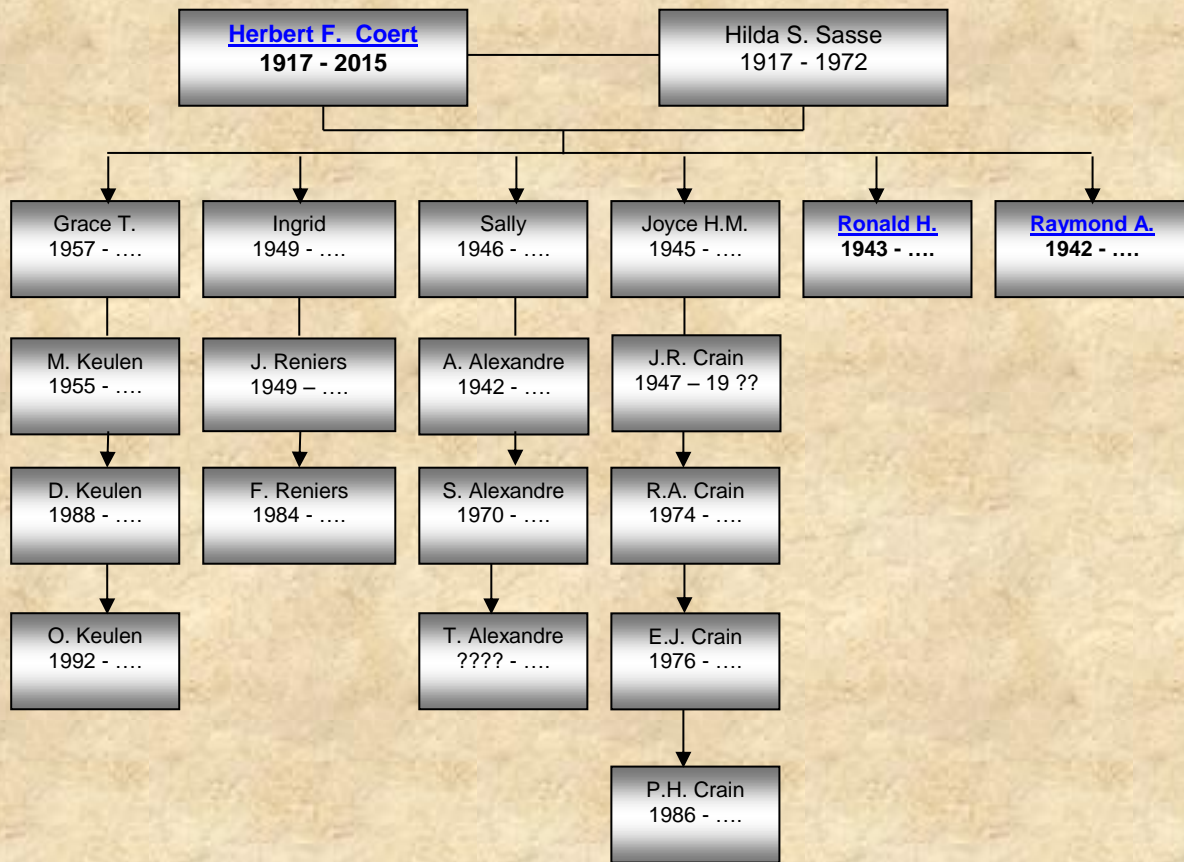 Herbert F. Coert
1917 - 2015
Hilda S. Sasse
1917 - 1972
Grace T.
1957 - ….
Ingrid
1949 - ….
Sally
1946 - ….
Joyce H.M.
1945 - ….
Ronald H.
1943 - ….
Raymond A.
1942 - ….
M. Keulen
1955 - ….
J. Reniers
1949 – ….
A. Alexandre
1942 - ….
J.R. Crain
1947 – 19 ??
D. Keulen
1988 - ….
F. Reniers
1984 - ….
S. Alexandre
1970 - ….
R.A. Crain
1974 - ….
O. Keulen
1992 - ….
T. Alexandre
???? - ….
E.J. Crain
1976 - ….
P.H. Crain
1986 - ….